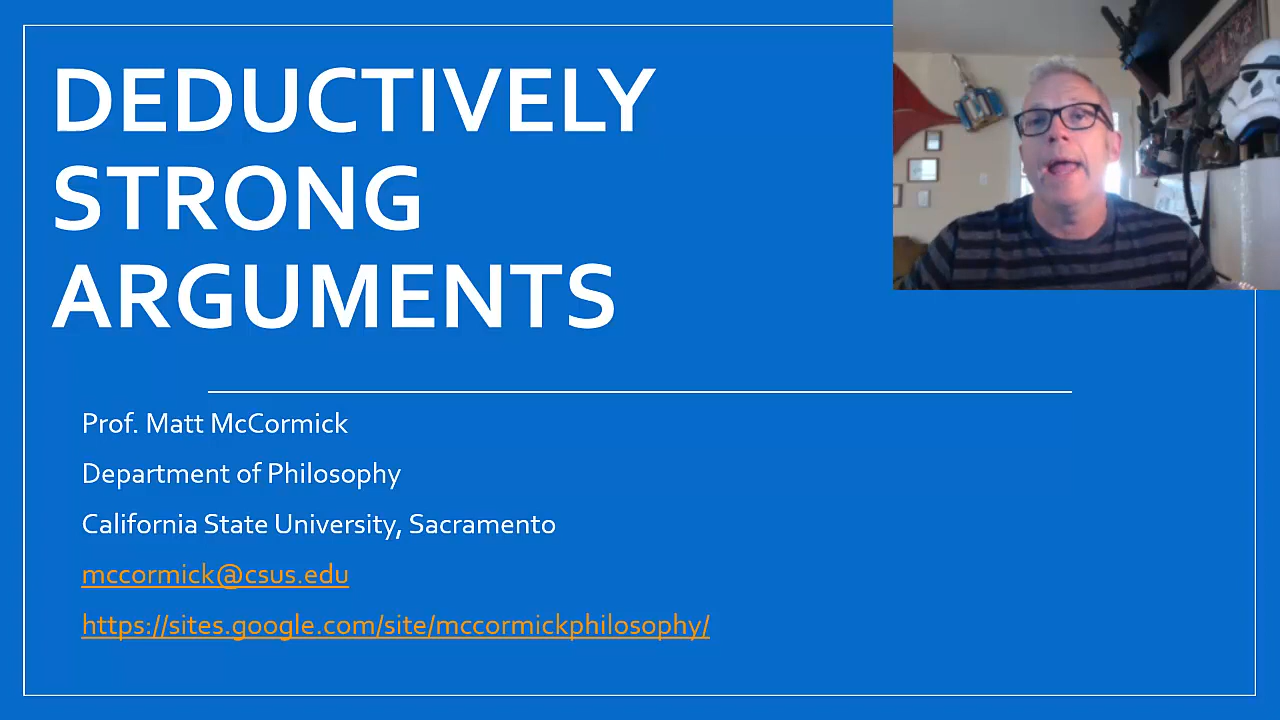 DEDUCTIVELY
STRONG
ARGUMENTS
Prof. Matt McCormick
Department of Philosophy
California State University, Sacramento
mccormick@csus.edu
https://sites.google.com/site/mccormickphilosophy/